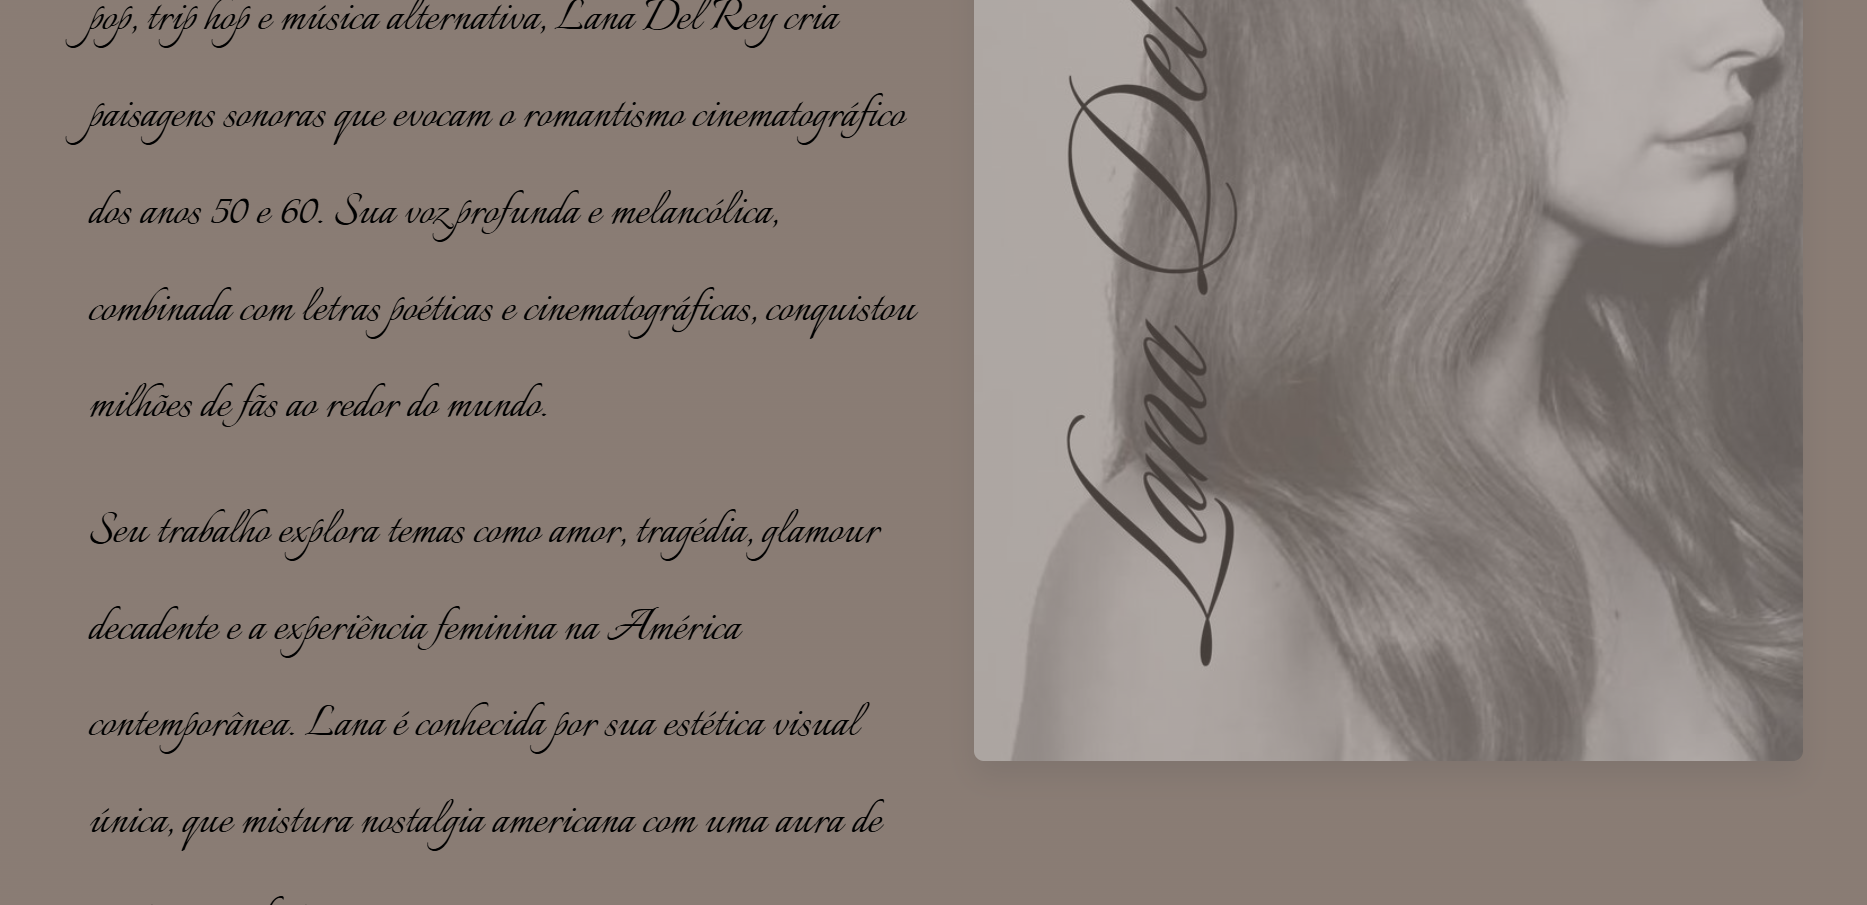 pop, trip hop e música alternativa, Lana Del Rey cria
paisagens sonoras que evocam o romantismo cinematográfico
dos anos 50 e 60. Sua voz profunda e melancólica,
combinada com letras poéticas e cinematográficas, conquistou
milhões de fãs ao redor do mundo.
Seu trabalho explora temas como amor, tragédia, glamour
decadente e a experiência feminina na América
contemporânea. Lana é conhecida por sua estética visual
única, que mistura nostalgia americana com uma aura de
Lana Del